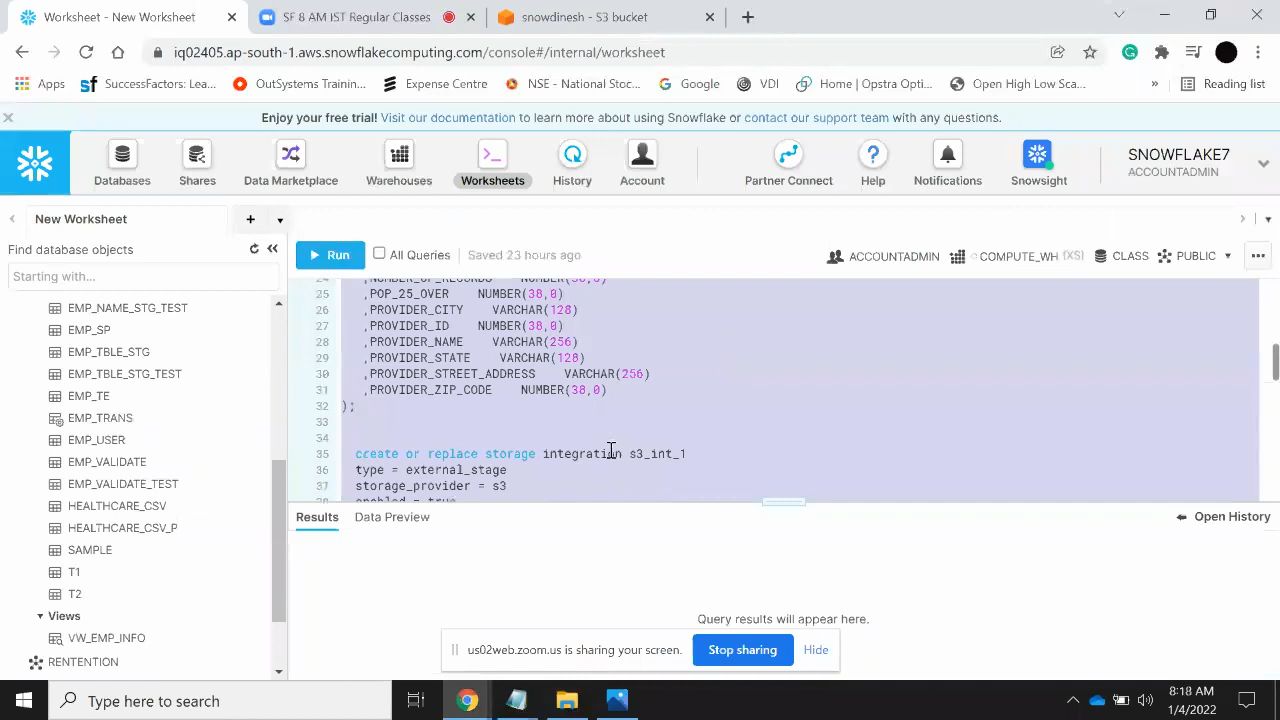 Worksheet - New Worksheet
SF 8 AM IST Regular Classes
snowdinesh - S3 bucket
iq02405.ap-south-1.aws.snowflakecomputing.com/console#/internal/worksheet
Apps
SuccessFactors: Lea...
OutSystems Trainin...
Expense Centre
NSE - National Stoc...
Google
VDI
Home | Opstra Opti...
Open High Low Sca...
»
Reading list
Enjoy your free trial! Visit our documentation to learn more about using Snowflake or contact our support team with any questions.
Databases
Shares
Data Marketplace
Warehouses
Worksheets
History
Account
Partner Connect
Help
Notifications
Snowsight
SNOWFLAKE7
ACCOUNTADMIN
New Worksheet
Find database objects
Starting with...
Run
All Queries
Saved 23 hours ago
ACCOUNTADMIN
COMPUTE_WH (XS)
CLASS
PUBLIC
EMP_NAME_STG_TEST
EMP_SP
EMP_TBLE_STG
EMP_TBLE_STG_TEST
EMP_TE
EMP_TRANS
EMP_USER
EMP_VALIDATE
EMP_VALIDATE_TEST
HEALTHCARE_CSV
HEALTHCARE_CSV_P
SAMPLE
T1
T2
Views
VW_EMP_INFO
RENTENTION
24 ,NUMBER_OF_RECORDS NUMBER(38,0)
25 ,POP_25_OVER NUMBER(38,0)
26 ,PROVIDER_CITY VARCHAR(128)
27 ,PROVIDER_ID NUMBER(38,0)
28 ,PROVIDER_NAME VARCHAR(256)
29 ,PROVIDER_STATE VARCHAR(128)
30 ,PROVIDER_STREET_ADDRESS VARCHAR(256)
31 ,PROVIDER_ZIP_CODE NUMBER(38,0)
32 );
33
34
35 create or replace storage integration s3_int_1
36 type = external_stage
37 storage_provider = s3
38 enabled = true
Results
Data Preview
Open History
Query results will appear here.
us02web.zoom.us is sharing your screen.
Stop sharing
Hide
Type here to search
8:18 AM
1/4/2022